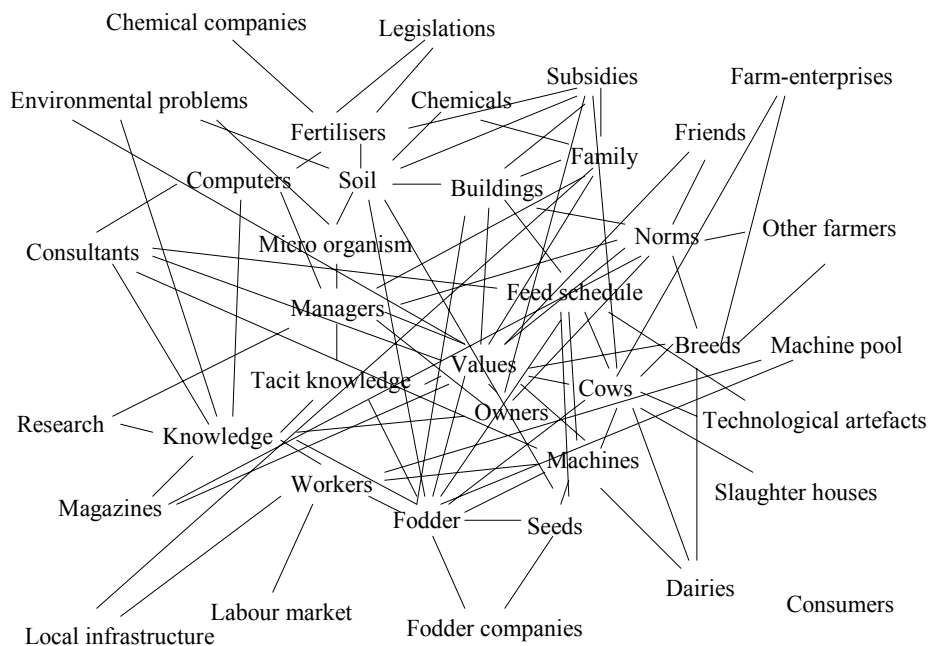 Chemical companies
Legislations
Subsidies
Farm-enterprises
Environmental problems
Chemicals
Fertilisers
Friends
Family
Computers
Soil
Buildings
Other farmers
Norms
Micro organism
Consultants
Feed schedule
Managers
Breeds
Machine pool
Values
Tacit knowledge
Cows
Owners
Technological artefacts
Research
Knowledge
Machines
Workers
Slaughter houses
Magazines
Fodder
Seeds
Dairies
Consumers
Labour market
Fodder companies
Local infrastructure